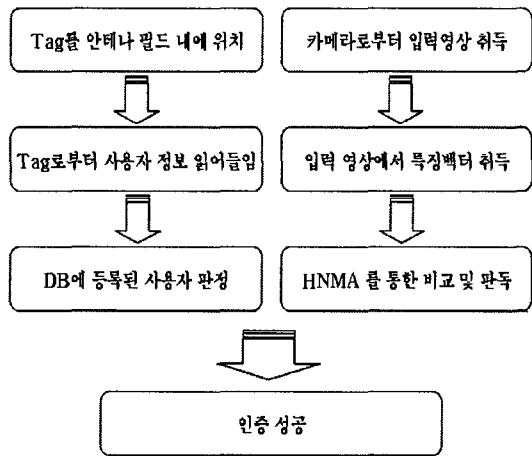 Tag를 안테나 필드 내에 위치
카메라로부터 입력영상 취득
Tag로부터 사용자 정보 읽어들임
입력 영상에서 특징백터 취득
DB에 등록된 사용자 판정
HNMA 를 통한 비교 및 판독
인증 성공